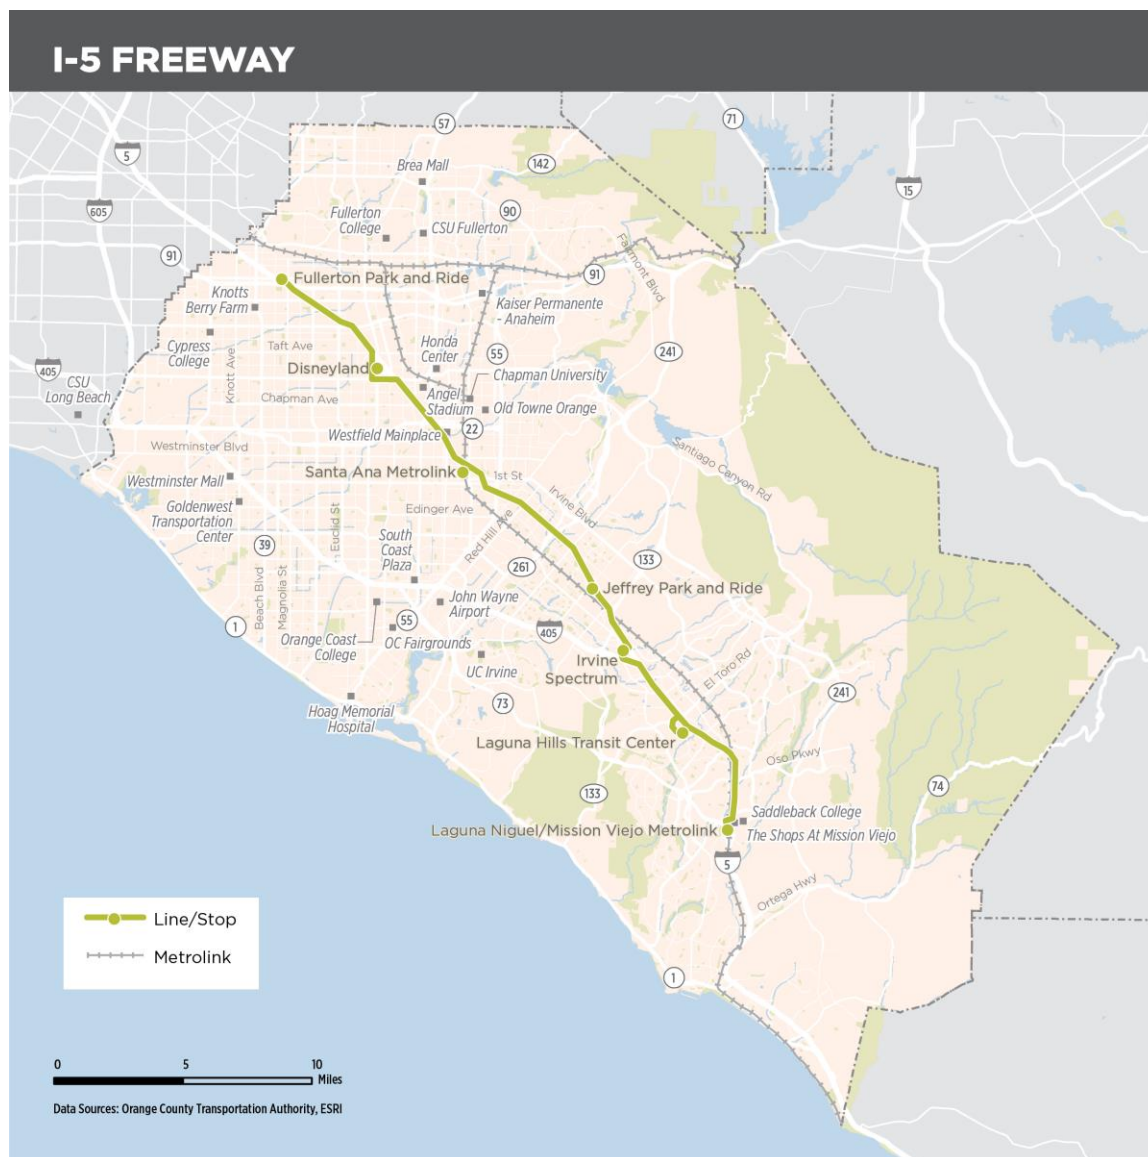 I-5 FREEWAY
57
71
5
142
Brea Mall
15
605
90
Fullerton
College
CSU Fullerton
91
Fairmont Blvd
91
Fullerton Park and Ride
Knotts
Berry Farm
Kaiser Permanente
- Anaheim
Cypress
College
Taft Ave
Honda
Center
55
241
405
Knott Ave
Disneyland
CSU
Long Beach
Chapman University
Angel
Stadium
Chapman Ave
Old Towne Orange
22
Westfield Mainplace
Westminster Blvd
Santiago Canyon Rd
Santa Ana Metrolink
1st St
Westminster Mall
Irvine Blvd
Goldenwest
Transportation
Center
Euclid St
Edinger Ave
Red Hill Ave
South
Coast
Plaza
39
133
261
Beach Blvd
Magnolia St
Jeffrey Park and Ride
John Wayne
Airport
1
55
405
Orange Coast
College
OC Fairgrounds
UC Irvine
Irvine
Spectrum
El Toro Rd
241
Hoag Memorial
Hospital
73
Laguna Hills Transit Center
Oso Pkwy
133
74
Saddleback College
Laguna Niguel/Mission Viejo Metrolink
The Shops At Mission Viejo
5
Ortega Hwy
Line/Stop
Metrolink
1
0 5 10
Miles
Data Sources: Orange County Transportation Authority, ESRI